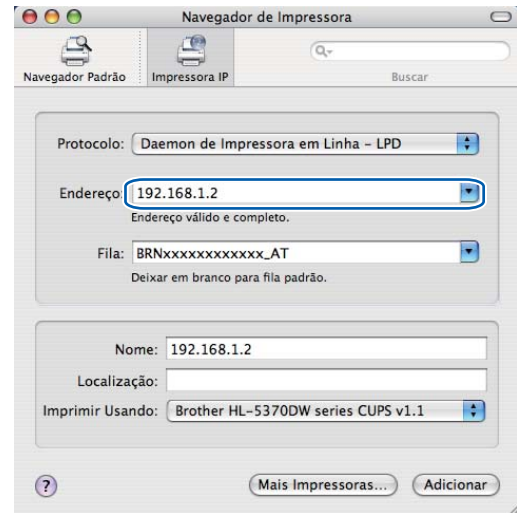 Navegador de Impressora
Navegador Padrão
Impressora IP
Buscar
Protocolo: Daemon de Impressora em Linha – LPD
Endereço: 192.168.1.2
Endereço válido e completo.
Fila: BRNxxxxxxxxxxxx_AT
Deixar em branco para fila padrão.
Nome: 192.168.1.2
Localização:
Imprimir Usando: Brother HL–5370DW series CUPS v1.1
? Mais Impressoras... Adicionar